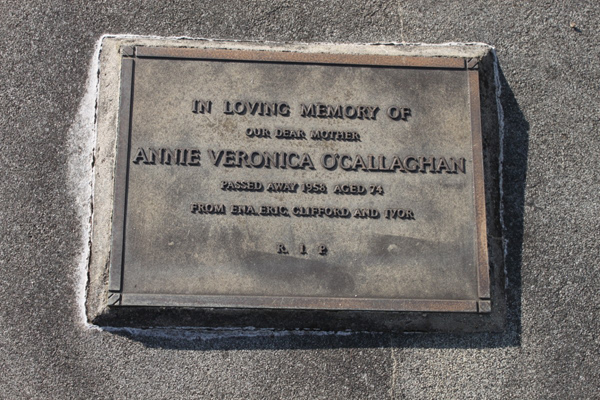 IN LOVING MEMORY OF
OUR DEAR MOTHER
ANNIE VERONICA O'CALLAGHAN
PASSED AWAY 1958 AGED 74
FROM ENA, ERIC, CLIFFORD AND IVOR
R. I P